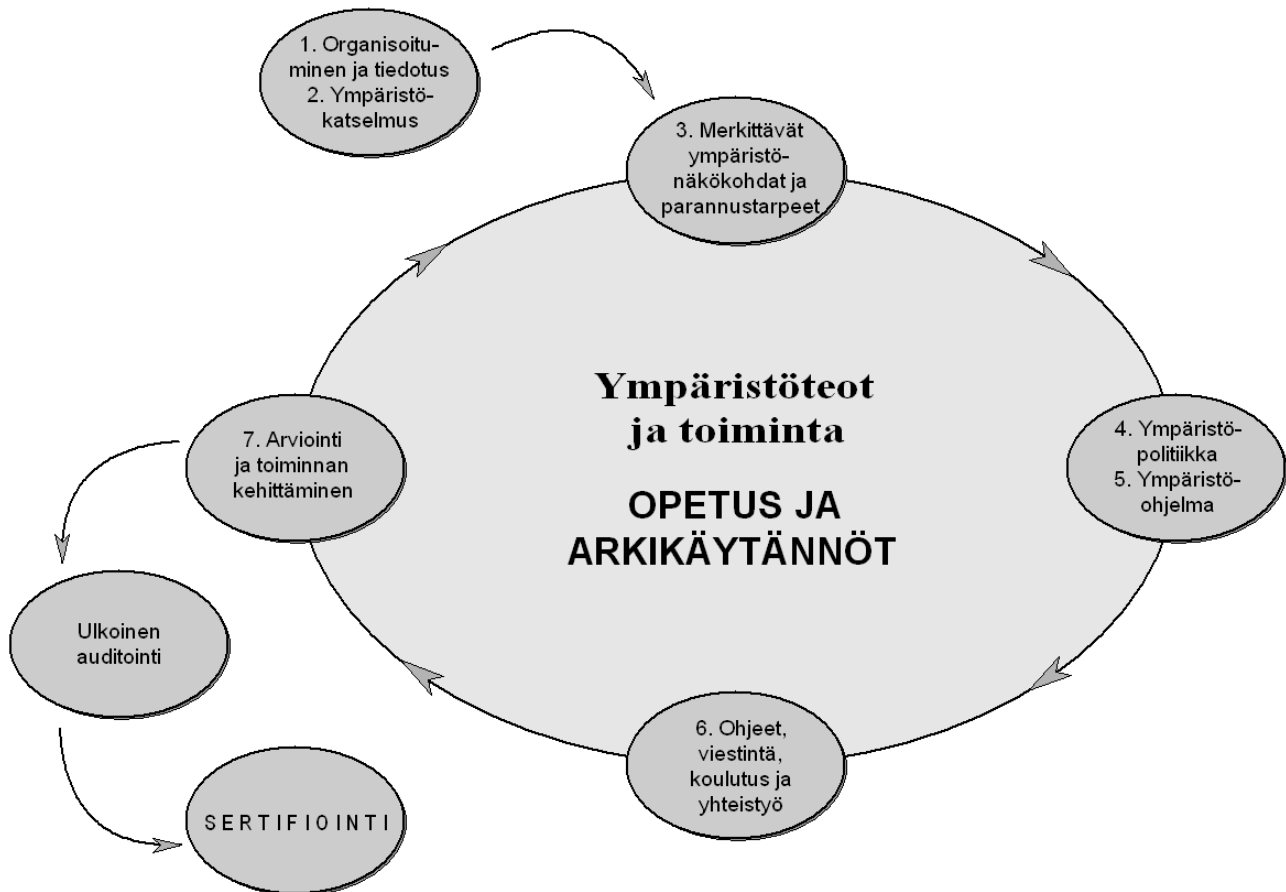 1. Organisoitu-
minen ja tiedotus
2. Ympäristö-
katselmus
3. Merkittävät
ympäristö-
näkökohdat ja
parannustarpeet
4. Ympäristö-
politiikka
5. Ympäristö-
ohjelma
6. Ohjeet,
viestintä,
koulutus ja
yhteistyö
7. Arviointi
ja toiminnan
kehittäminen
Ulkoinen
auditointi
SERTIFIOINTI
Ympäristöteot
ja toiminta
OPETUS JA
ARKIKÄYTÄNNÖT